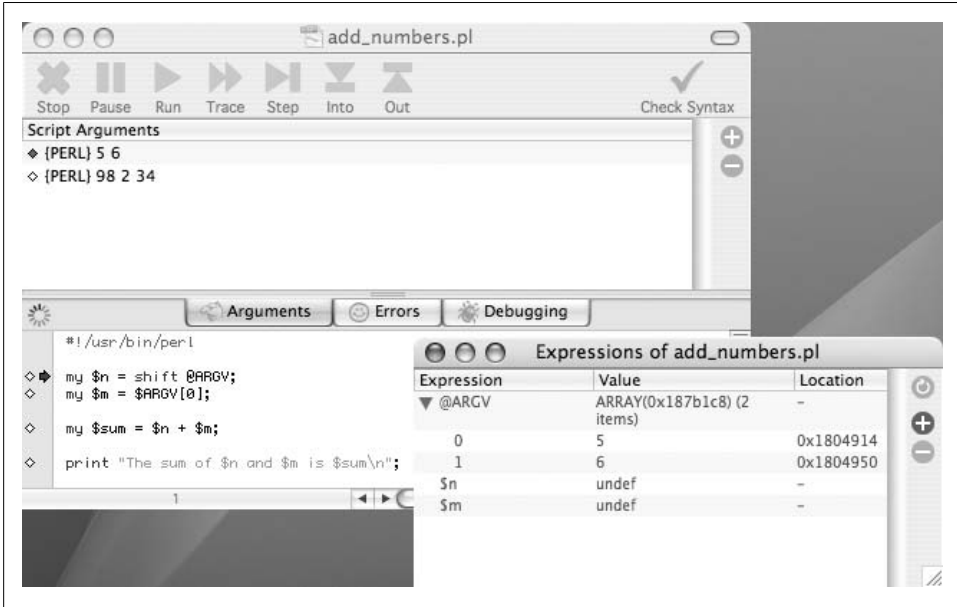 add_numbers.pl
Stop Pause Run Trace Step Into Out Check Syntax
Script Arguments
{PERL} 5 6
{PERL} 98 2 34
Arguments Errors Debugging
#!/usr/bin/perl
my $n = shift @ARGV;
my $m = $ARGV[0];
my $sum = $n + $m;
print "The sum of $n and $m is $sum\n";
1
Expressions of add_numbers.pl
Expression Value Location
@ARGV ARRAY(0x187b1c8) (2 items) –
0 5 0x1804914
1 6 0x1804950
$n undef –
$m undef –